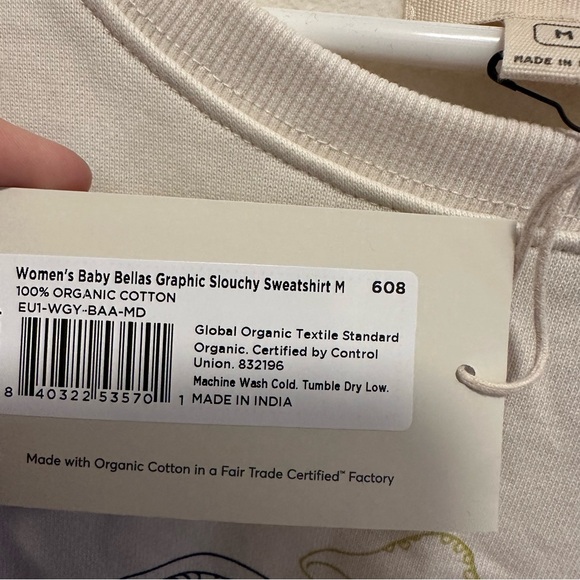 M
MADE IN
Women's Baby Bellas Graphic Slouchy Sweatshirt M 608
100% ORGANIC COTTON
EU1-WGY-BAA-MD
Global Organic Textile Standard
Organic. Certified by Control
Union. 832196
Machine Wash Cold. Tumble Dry Low.
8 40322 53570 1 MADE IN INDIA
Made with Organic Cotton in a Fair Trade Certified™ Factory